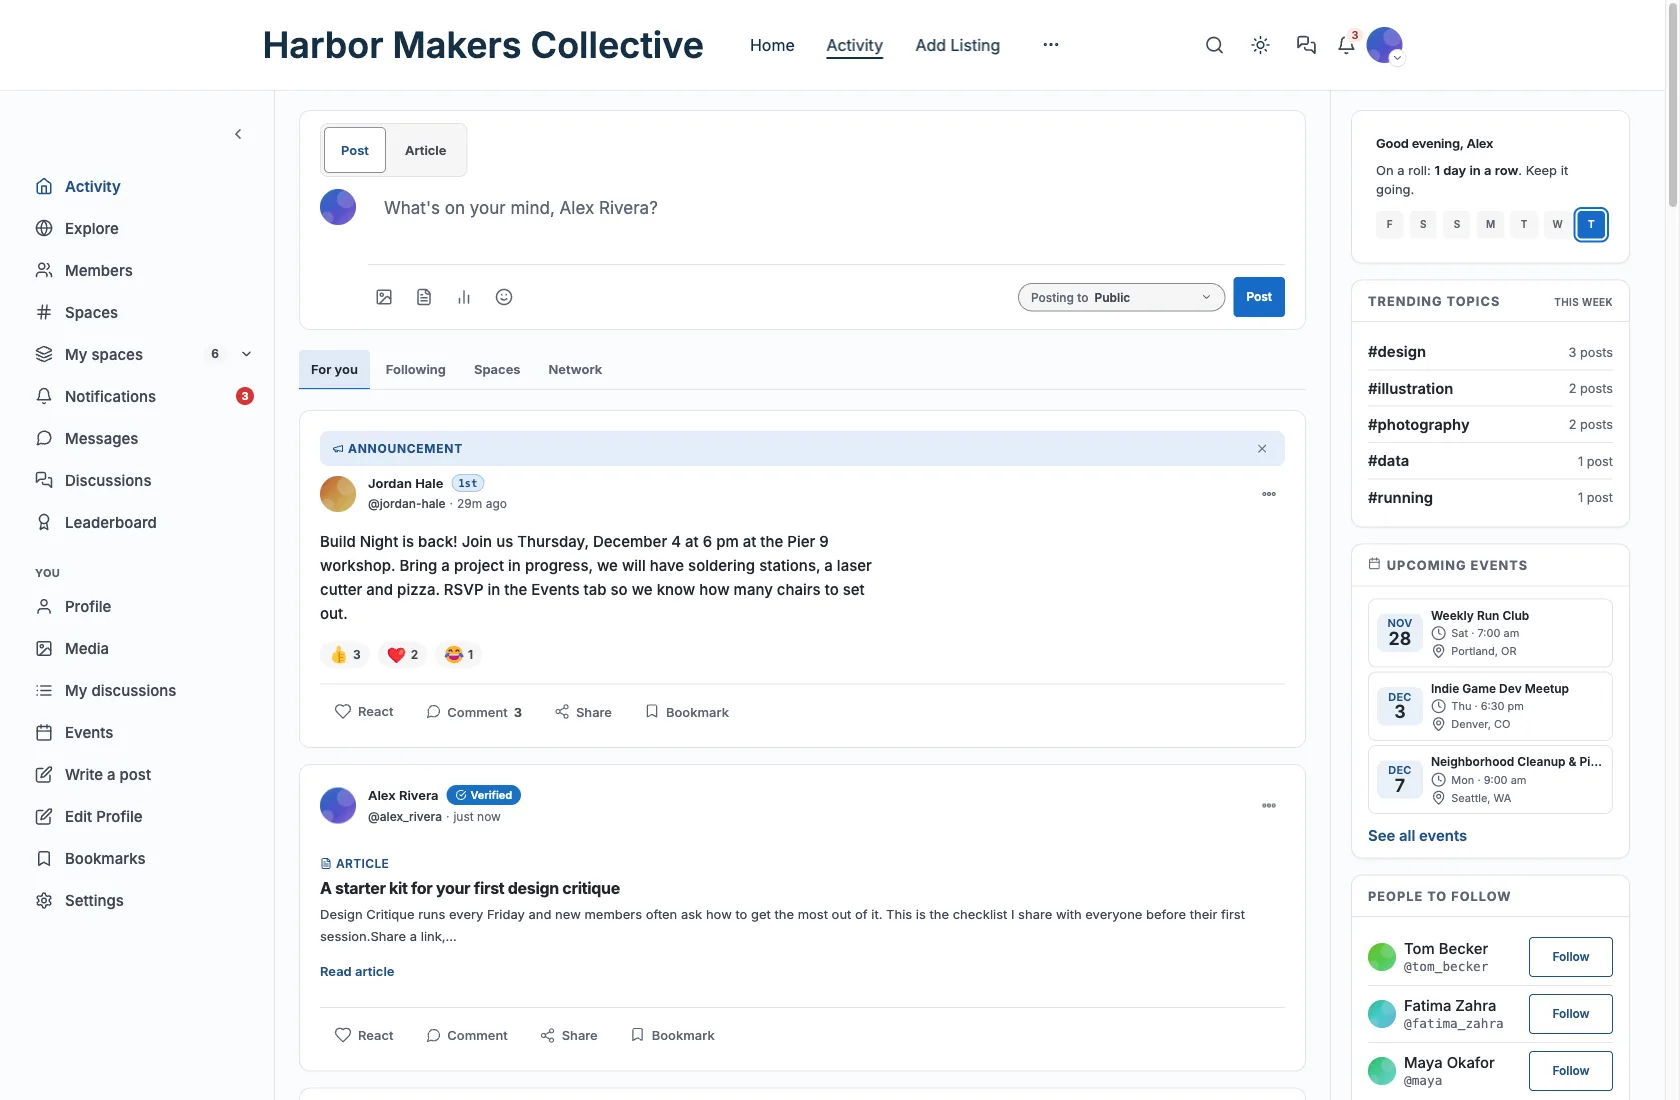 Harbor Makers Collective
Home
Activity
Add Listing
3
Activity
Explore
Members
Spaces
My spaces 6
Notifications 3
Messages
Discussions
Leaderboard
YOU
Profile
Media
My discussions
Events
Write a post
Edit Profile
Bookmarks
Settings
Post
Article
What's on your mind, Alex Rivera?
Posting to Public
Post
For you
Following
Spaces
Network
ANNOUNCEMENT
Jordan Hale 1st
@jordan-hale · 29m ago
Build Night is back! Join us Thursday, December 4 at 6 pm at the Pier 9
workshop. Bring a project in progress, we will have soldering stations, a laser
cutter and pizza. RSVP in the Events tab so we know how many chairs to set
out.
👍 3 ❤️ 2 😂 1
React
Comment 3
Share
Bookmark
Alex Rivera Verified
@alex_rivera · just now
ARTICLE
A starter kit for your first design critique
Design Critique runs every Friday and new members often ask how to get the most out of it. This is the checklist I share with everyone before their first
session.Share a link,...
Read article
React
Comment
Share
Bookmark
Good evening, Alex
On a roll: 1 day in a row. Keep it
going.
F S S M T W T
TRENDING TOPICS THIS WEEK
#design 3 posts
#illustration 2 posts
#photography 2 posts
#data 1 post
#running 1 post
UPCOMING EVENTS
NOV
28
Weekly Run Club
Sat · 7:00 am
Portland, OR
DEC
3
Indie Game Dev Meetup
Thu · 6:30 pm
Denver, CO
DEC
7
Neighborhood Cleanup & Pi...
Mon · 9:00 am
Seattle, WA
See all events
PEOPLE TO FOLLOW
Tom Becker
@tom_becker
Follow
Fatima Zahra
@fatima_zahra
Follow
Maya Okafor
@maya
Follow